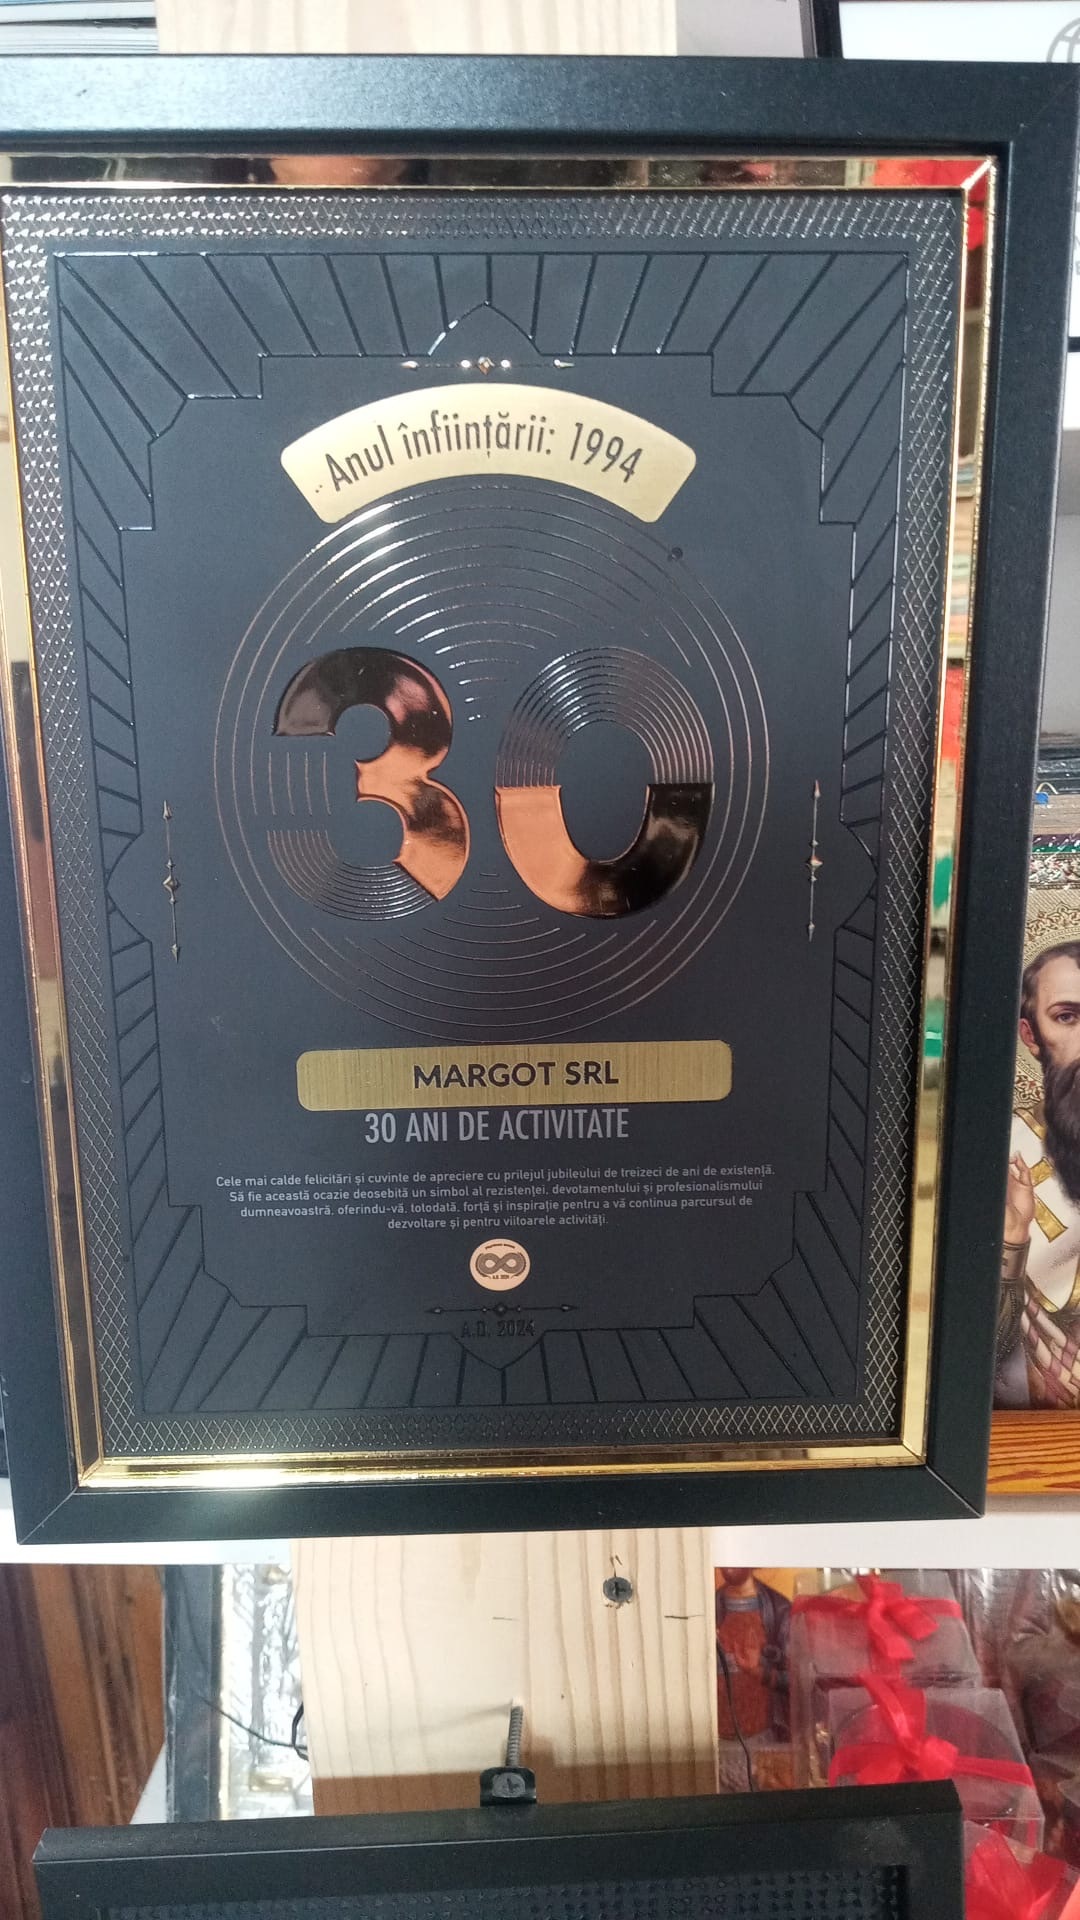 Anul înființării: 1994
30
MARGOT SRL
30 ANI DE ACTIVITATE
Cele mai calde felicitări și cuvinte de apreciere cu prilejul jubileului de treizeci de ani de existență.
Să fie această ocazie deosebită un simbol al rezistenței, devotamentului și profesionalismului
dumneavoastră, oferindu-vă, totodată, forță și inspirație pentru a vă continua parcursul de
dezvoltare și pentru viitoarele activități.
A.D. 2024
A.D. 2024